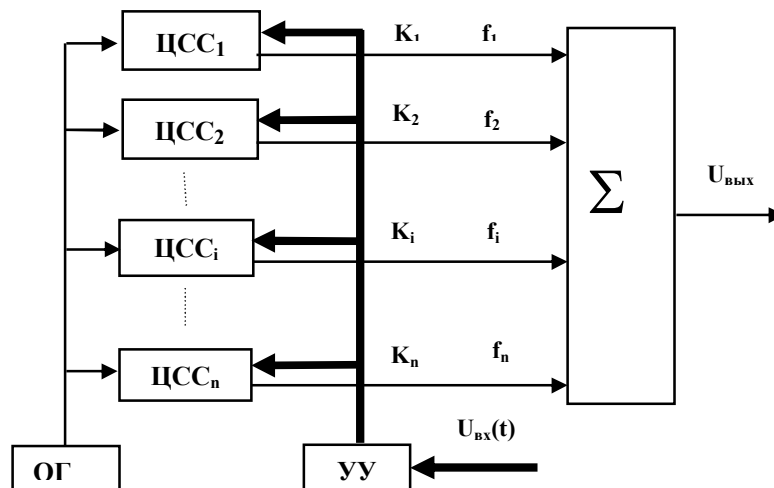 ЦСС₁ K₁ f₁
ЦСС₂ K₂ f₂
Uвых
Σ
ЦССᵢ Kᵢ fᵢ
ЦССₙ Kₙ fₙ
Uвх(t)
ОГ УУ